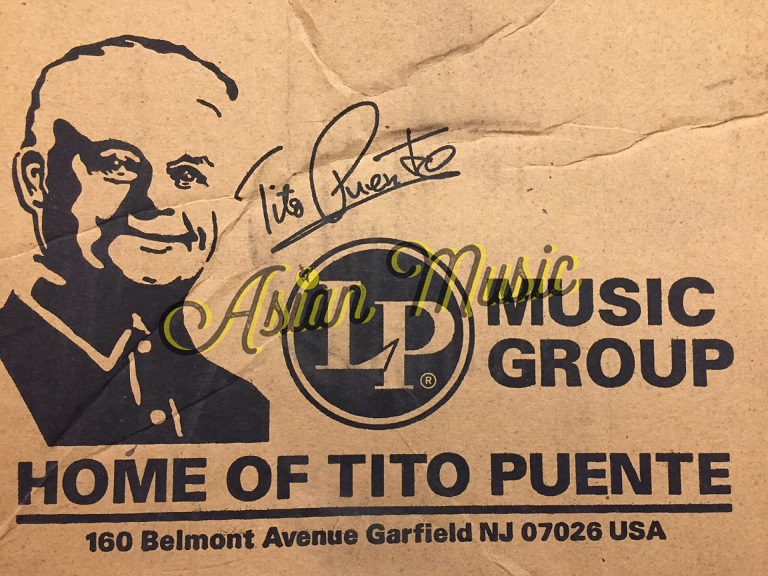 Tito Puente
Asian Music
LP®
MUSIC
GROUP
HOME OF TITO PUENTE
160 Belmont Avenue Garfield NJ 07026 USA